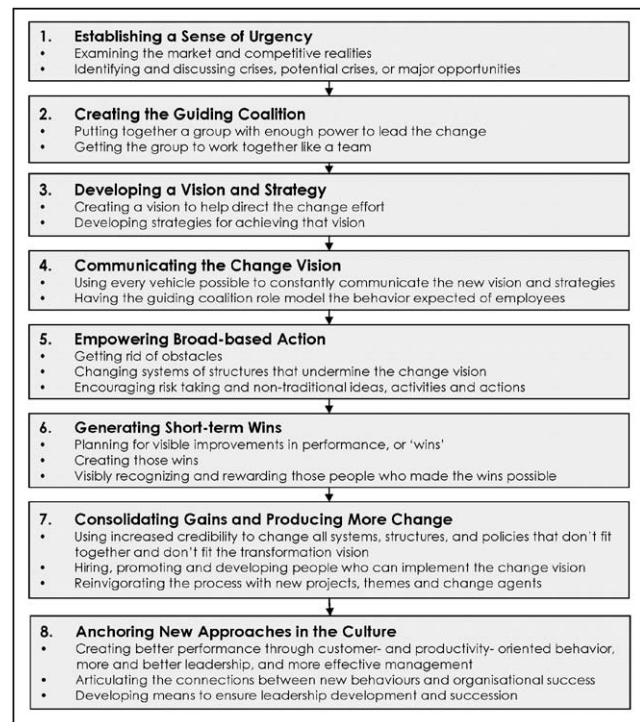 1. Establishing a Sense of Urgency
• Examining the market and competitive realities
• Identifying and discussing crises, potential crises, or major opportunities
2. Creating the Guiding Coalition
• Putting together a group with enough power to lead the change
• Getting the group to work together like a team
3. Developing a Vision and Strategy
• Creating a vision to help direct the change effort
• Developing strategies for achieving that vision
4. Communicating the Change Vision
• Using every vehicle possible to constantly communicate the new vision and strategies
• Having the guiding coalition role model the behavior expected of employees
5. Empowering Broad-based Action
• Getting rid of obstacles
• Changing systems of structures that undermine the change vision
• Encouraging risk taking and non-traditional ideas, activities and actions
6. Generating Short-term Wins
• Planning for visible improvements in performance, or ‘wins’
• Creating those wins
• Visibly recognizing and rewarding those people who made the wins possible
7. Consolidating Gains and Producing More Change
• Using increased credibility to change all systems, structures, and policies that don’t fit
together and don’t fit the transformation vision
• Hiring, promoting and developing people who can implement the change vision
• Reinvigorating the process with new projects, themes and change agents
8. Anchoring New Approaches in the Culture
• Creating better performance through customer- and productivity- oriented behavior,
more and better leadership, and more effective management
• Articulating the connections between new behaviours and organisational success
• Developing means to ensure leadership development and succession